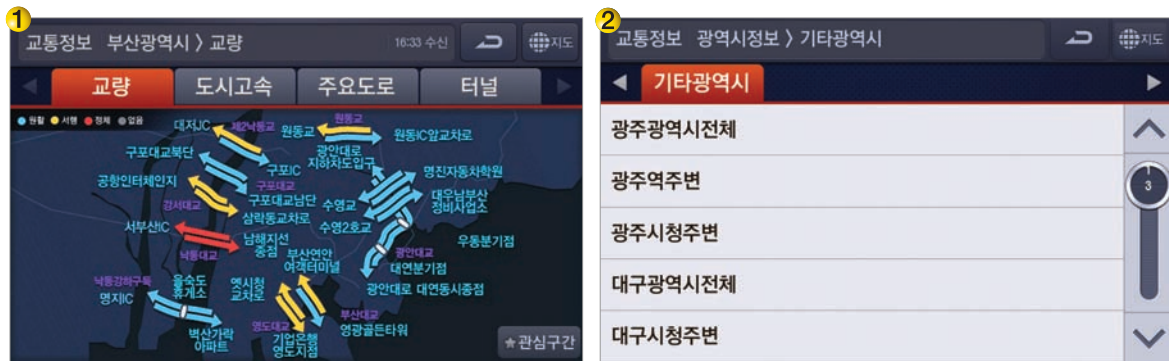 1
교통정보 부산광역시 〉 교량
16:33 수신
지도
교량
도시고속
주요도로
터널
원활 서행 정체 없음
대저JC
제2낙동교
원동교
원동교
원동IC앞교차로
구포대교북단
구포IC
광안대로
지하차도입구
공항인터체인지
구포대교
명진자동차학원
강서대교
구포대교남단
수영교
대우남부산
정비사업소
삼락동교차로
수영2호교
서부산IC
남해지선
종점
우동분기점
낙동대교
부산연안
여객터미널
광안대교
대연분기점
낙동강하구둑
을숙도
휴게소
옛시청
교차로
광안대로 대연동시종점
명지IC
부산대교
벽산가락
아파트
영도대교
기업은행
영도지점
영광골든타워
관심구간
2
교통정보 광역시정보 〉 기타광역시
지도
기타광역시
광주광역시전체
광주역주변
3
광주시청주변
대구광역시전체
대구시청주변